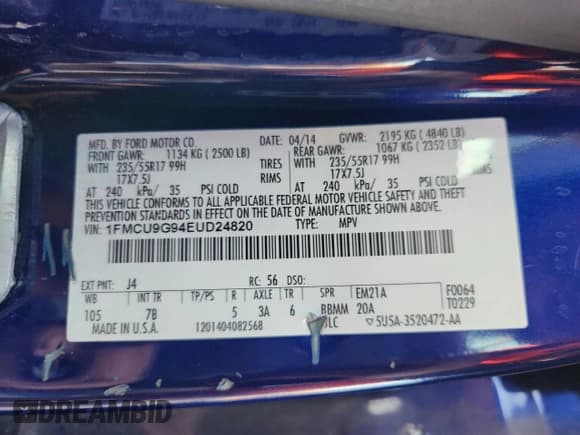 MFD. BY FORD MOTOR CO. DATE: 04/14 GVWR: 2195 KG ( 4840 LB)
FRONT GAWR: 1134 KG ( 2500 LB) REAR GAWR: 1067 KG ( 2352 LB)
WITH 235/55R17 99H TIRES WITH 235/55R17 99H
17X7.5J RIMS 17X7.5J
AT 240 kPa/ 35 PSI COLD AT 240 kPa/ 35 PSI COLD
THIS VEHICLE CONFORMS TO ALL APPLICABLE FEDERAL MOTOR VEHICLE SAFETY AND THEFT
PREVENTION STANDARDS IN EFFECT ON THE DATE OF MANUFACTURE SHOWN ABOVE.
VIN: 1FMCU9G94EUD24820 TYPE: MPV
EXT PNT: J4 RC: 56 DSO: F0064
WB INT TR TP/PS R AXLE TR SPR EM21A T0229
105 7B 5 3A 6 BBMM 20A
MADE IN U.S.A. 1201404082568 ULC 5U5A-3520472-AA
DREAMBID